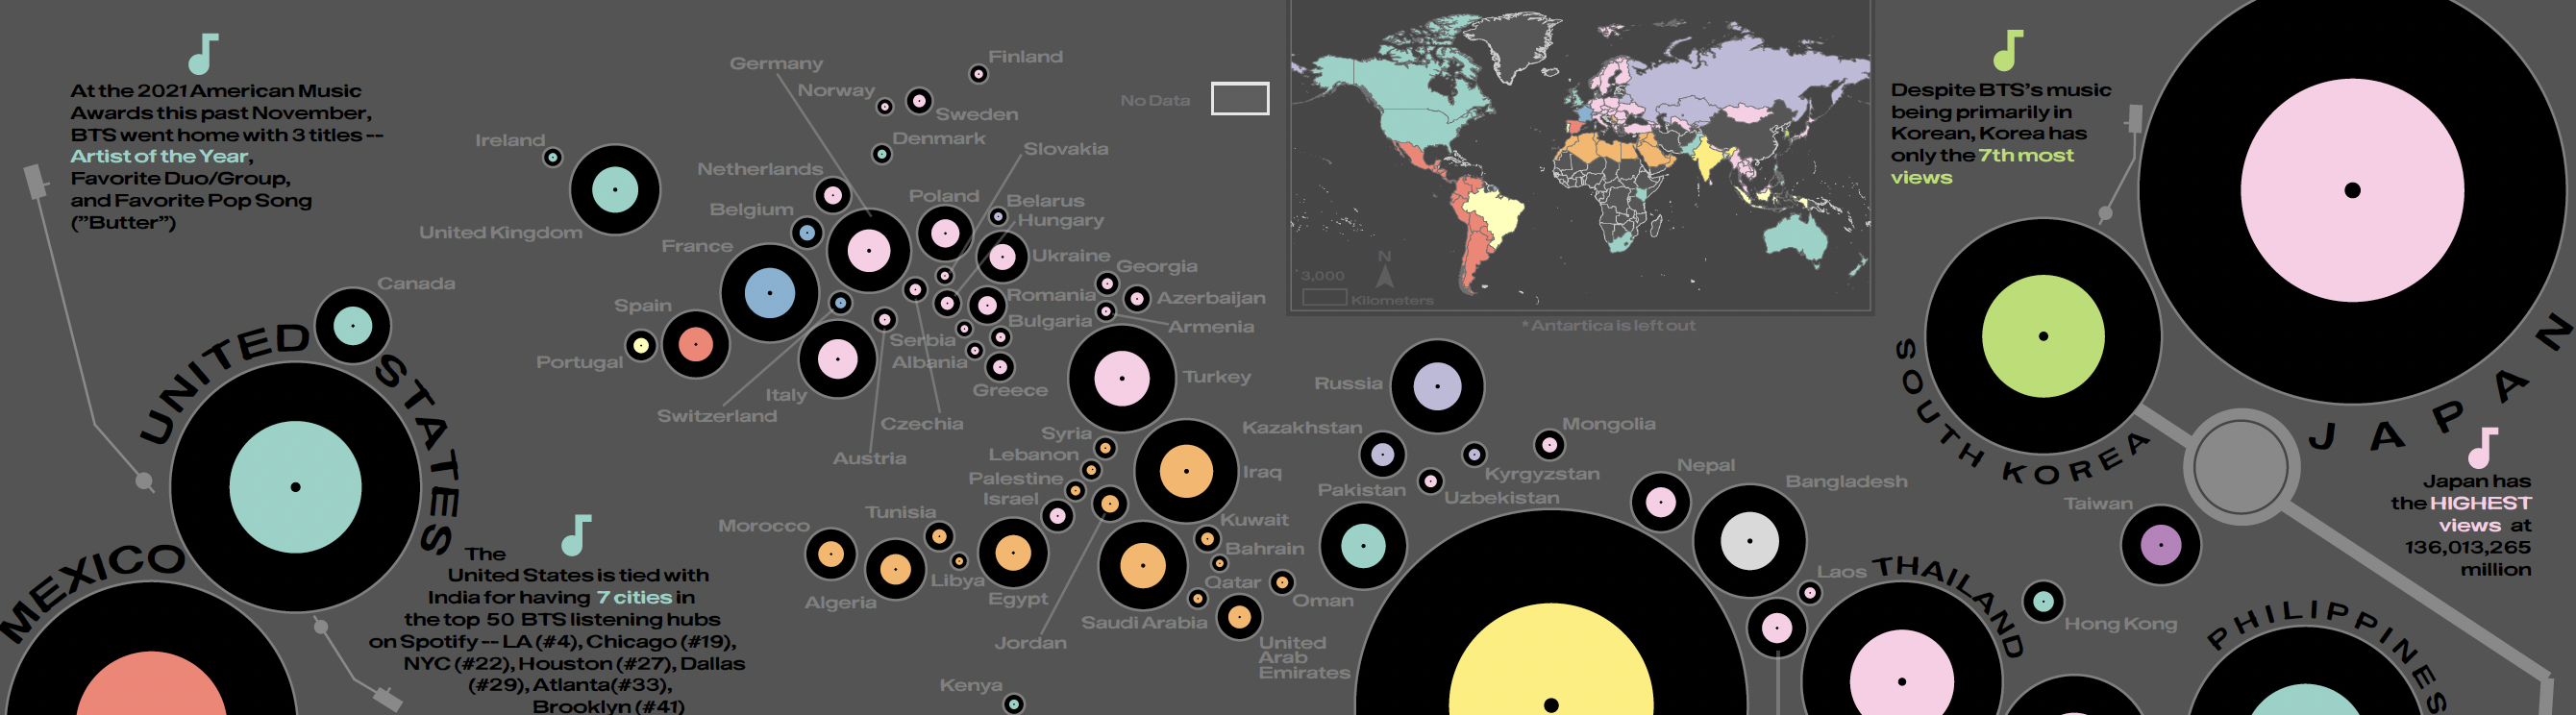 At the 2021 American Music
Awards this past November,
BTS went home with 3 titles --
Artist of the Year,
Favorite Duo/Group,
and Favorite Pop Song
("Butter")
Canada
UNITED STATES
MEXICO
The
United States is tied with
India for having 7 cities in
the top 50 BTS listening hubs
on Spotify -- LA (#4), Chicago (#19),
NYC (#22), Houston (#27), Dallas
(#29), Atlanta(#33),
Brooklyn (#41)
Ireland
United Kingdom
Germany
Norway
Finland
Sweden
Denmark
Slovakia
Netherlands
Belgium
France
Poland
Belarus
Hungary
Ukraine
Georgia
Azerbaijan
Armenia
Romania
Bulgaria
Spain
Portugal
Serbia
Albania
Greece
Italy
Switzerland
Czechia
Austria
Turkey
Syria
Lebanon
Palestine
Israel
Iraq
Morocco
Tunisia
Algeria
Libya
Egypt
Jordan
Kuwait
Bahrain
Qatar
Saudi Arabia
Oman
United
Arab
Emirates
Kenya
No Data
N
3,000
Kilometers
* Antartica is left out
Russia
Kazakhstan
Mongolia
Kyrgyzstan
Uzbekistan
Pakistan
Nepal
Bangladesh
Laos
THAILAND
Despite BTS's music
being primarily in
Korean, Korea has
only the 7th most
views
SOUTH KOREA
JAPAN
Japan has
the HIGHEST
views at
136,013,265
million
Taiwan
Hong Kong
PHILIPPINES